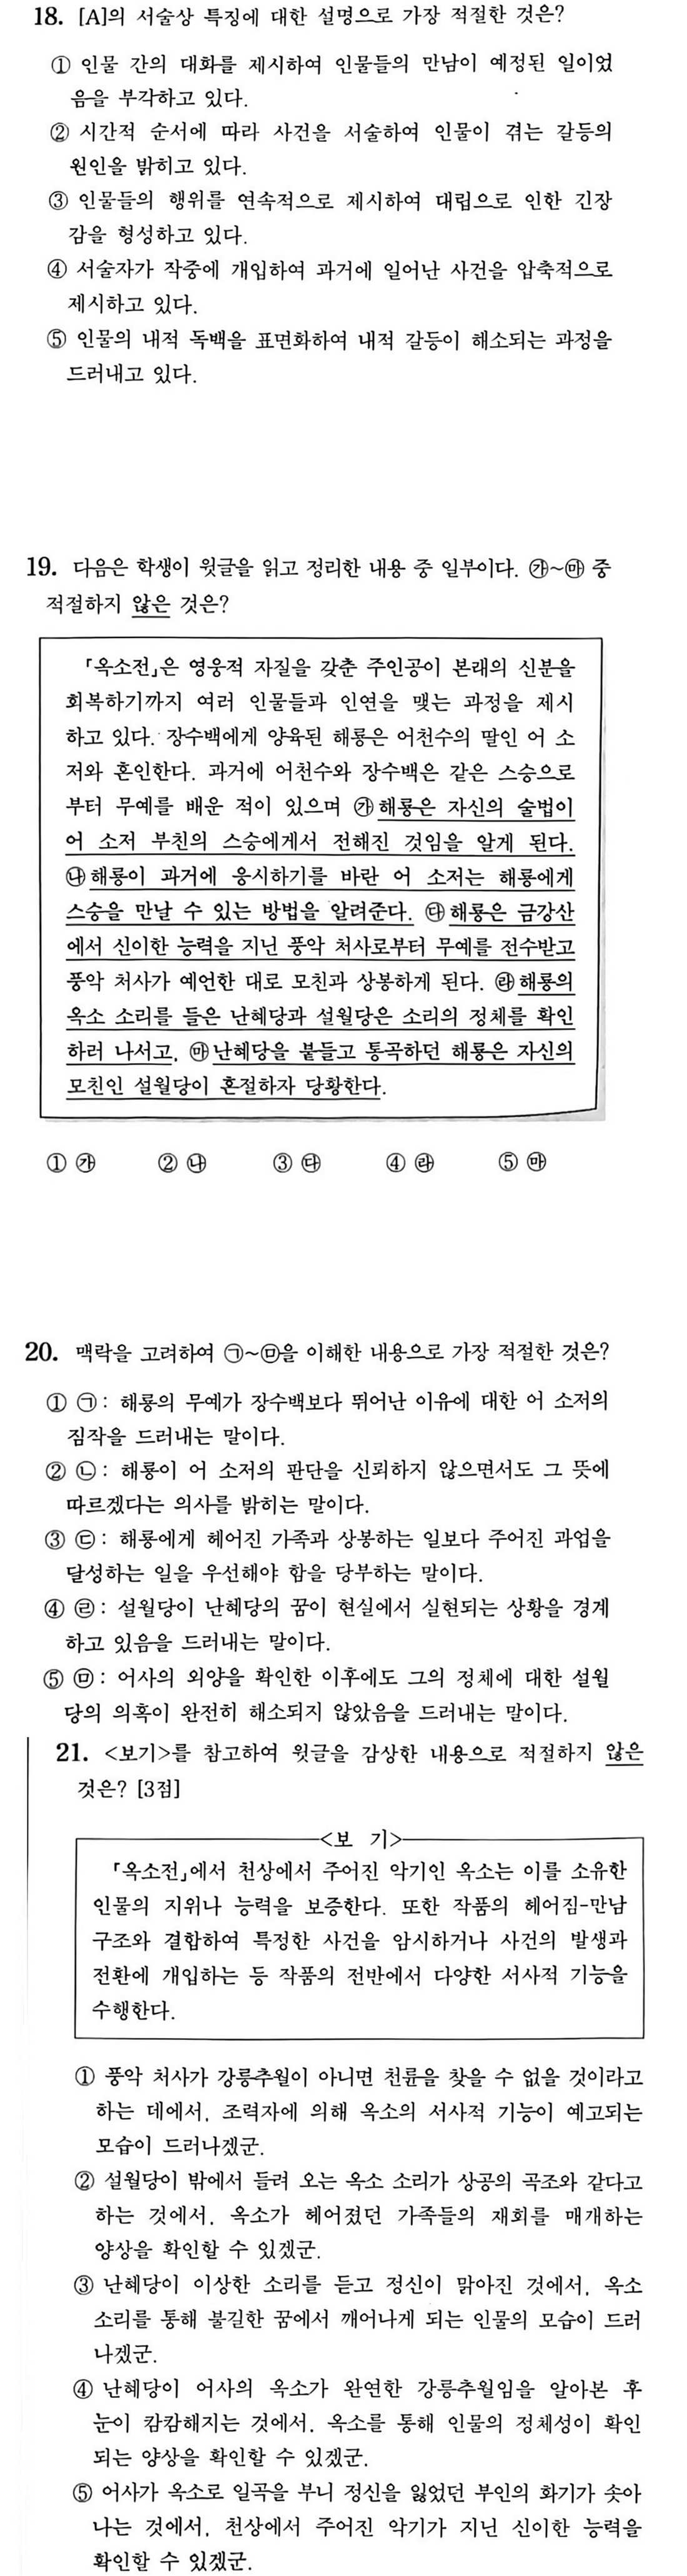 18. [A]의 서술상 특징에 대한 설명으로 가장 적절한 것은?
① 인물 간의 대화를 제시하여 인물들의 만남이 예정된 일이었
음을 부각하고 있다.
② 시간적 순서에 따라 사건을 서술하여 인물이 겪는 갈등의
원인을 밝히고 있다.
③ 인물들의 행위를 연속적으로 제시하여 대립으로 인한 긴장
감을 형성하고 있다.
④ 서술자가 작중에 개입하여 과거에 일어난 사건을 압축적으로
제시하고 있다.
⑤ 인물의 내적 독백을 표면화하여 내적 갈등이 해소되는 과정을
드러내고 있다.
19. 다음은 학생이 윗글을 읽고 정리한 내용 중 일부이다. ㉮~㉲ 중
적절하지 않은 것은?
「옥소전」은 영웅적 자질을 갖춘 주인공이 본래의 신분을
회복하기까지 여러 인물들과 인연을 맺는 과정을 제시
하고 있다. 장수백에게 양육된 해룡은 어천수의 딸인 어 소
저와 혼인한다. 과거에 어천수와 장수백은 같은 스승으로
부터 무예를 배운 적이 있으며 ㉮해룡은 자신의 술법이
어 소저 부친의 스승에게서 전해진 것임을 알게 된다.
㉯해룡이 과거에 응시하기를 바란 어 소저는 해룡에게
스승을 만날 수 있는 방법을 알려준다. ㉰해룡은 금강산
에서 신이한 능력을 지닌 풍악 처사로부터 무예를 전수받고
풍악 처사가 예언한 대로 모친과 상봉하게 된다. ㉱해룡의
옥소 소리를 들은 난혜당과 설월당은 소리의 정체를 확인
하러 나서고, ㉲난혜당을 붙들고 통곡하던 해룡은 자신의
모친인 설월당이 혼절하자 당황한다.
① ㉮ ② ㉯ ③ ㉰ ④ ㉱ ⑤ ㉲
20. 맥락을 고려하여 ㉠~㉤을 이해한 내용으로 가장 적절한 것은?
① ㉠: 해룡의 무예가 장수백보다 뛰어난 이유에 대한 어 소저의
짐작을 드러내는 말이다.
② ㉡: 해룡이 어 소저의 판단을 신뢰하지 않으면서도 그 뜻에
따르겠다는 의사를 밝히는 말이다.
③ ㉢: 해룡에게 헤어진 가족과 상봉하는 일보다 주어진 과업을
달성하는 일을 우선해야 함을 당부하는 말이다.
④ ㉣: 설월당이 난혜당의 꿈이 현실에서 실현되는 상황을 경계
하고 있음을 드러내는 말이다.
⑤ ㉤: 어사의 외양을 확인한 이후에도 그의 정체에 대한 설월
당의 의혹이 완전히 해소되지 않았음을 드러내는 말이다.
21. <보기>를 참고하여 윗글을 감상한 내용으로 적절하지 않은
것은? [3점]
<보 기>
「옥소전」에서 천상에서 주어진 악기인 옥소는 이를 소유한
인물의 지위나 능력을 보증한다. 또한 작품의 헤어짐-만남
구조와 결합하여 특정한 사건을 암시하거나 사건의 발생과
전환에 개입하는 등 작품의 전반에서 다양한 서사적 기능을
수행한다.
① 풍악 처사가 강릉추월이 아니면 천륜을 찾을 수 없을 것이라고
하는 데에서, 조력자에 의해 옥소의 서사적 기능이 예고되는
모습이 드러나겠군.
② 설월당이 밖에서 들려 오는 옥소 소리가 상공의 곡조와 같다고
하는 것에서, 옥소가 헤어졌던 가족들의 재회를 매개하는
양상을 확인할 수 있겠군.
③ 난혜당이 이상한 소리를 듣고 정신이 맑아진 것에서, 옥소
소리를 통해 불길한 꿈에서 깨어나게 되는 인물의 모습이 드러
나겠군.
④ 난혜당이 어사의 옥소가 완연한 강릉추월임을 알아본 후
눈이 캄캄해지는 것에서, 옥소를 통해 인물의 정체성이 확인
되는 양상을 확인할 수 있겠군.
⑤ 어사가 옥소로 일곡을 부니 정신을 잃었던 부인의 화기가 솟아
나는 것에서, 천상에서 주어진 악기가 지닌 신이한 능력을
확인할 수 있겠군.